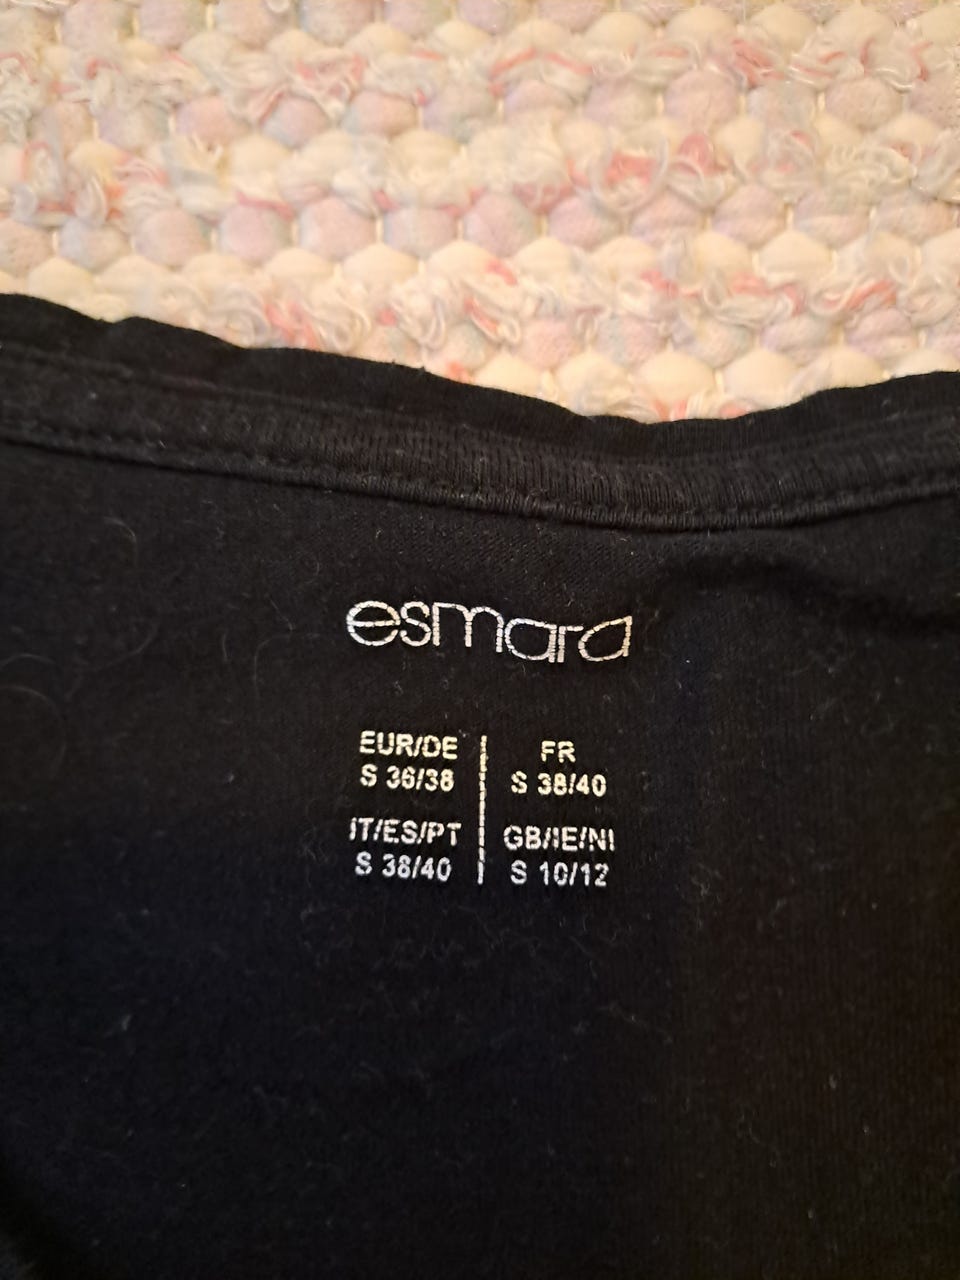 esmara
EUR/DE
S 36/38
FR
S 38/40
IT/ES/PT
S 38/40
GB/IE/NI
S 10/12